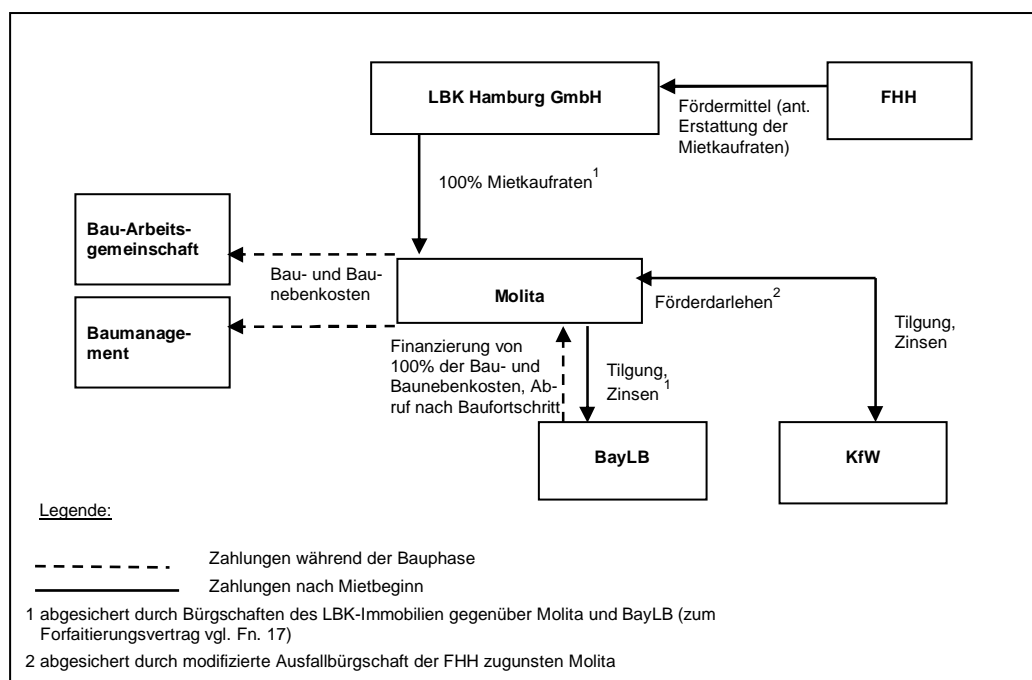 LBK Hamburg GmbH
FHH
Fördermittel (ant.
Erstattung der
Mietkaufraten)
100% Mietkaufraten1
Bau-Arbeits-
gemeinschaft
Bau- und Bau-
nebenkosten
Molita
Förderdarlehen2
Baumanage-
ment
Finanzierung von
100% der Bau- und
Baunebenkosten, Ab-
ruf nach Baufortschritt
Tilgung,
Zinsen1
Tilgung,
Zinsen
BayLB
KfW
Legende:
Zahlungen während der Bauphase
Zahlungen nach Mietbeginn
1 abgesichert durch Bürgschaften des LBK-Immobilien gegenüber Molita und BayLB (zum
Forfaitierungsvertrag vgl. Fn. 17)
2 abgesichert durch modifizierte Ausfallbürgschaft der FHH zugunsten Molita